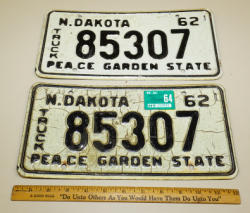 N.DAKOTA 62
TRUCK
85307
PEACE GARDEN STATE
N.DAKOTA 62
64
TRUCK
85307
PEACE GARDEN STATE
"Do Unto Others As You Would Have Them Do Unto You"